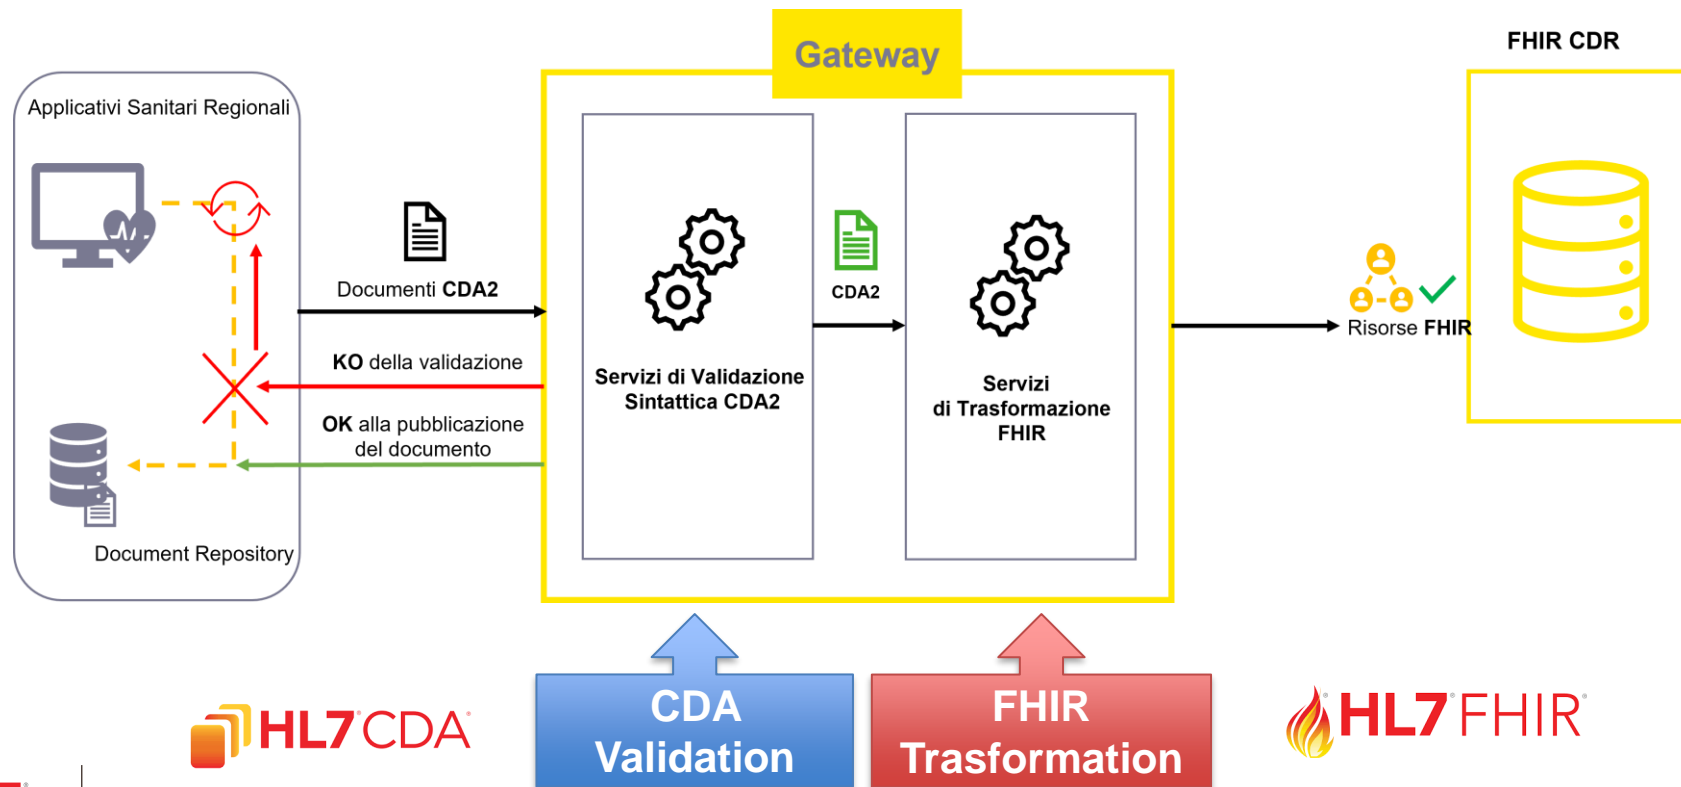 Gateway
FHIR CDR
Applicativi Sanitari Regionali
Documenti CDA2
KO della validazione
OK alla pubblicazione
del documento
Document Repository
Servizi di Validazione
Sintattica CDA2
CDA2
Servizi
di Trasformazione
FHIR
Risorse FHIR
HL7® CDA®
CDA
Validation
FHIR
Trasformation
HL7® FHIR®